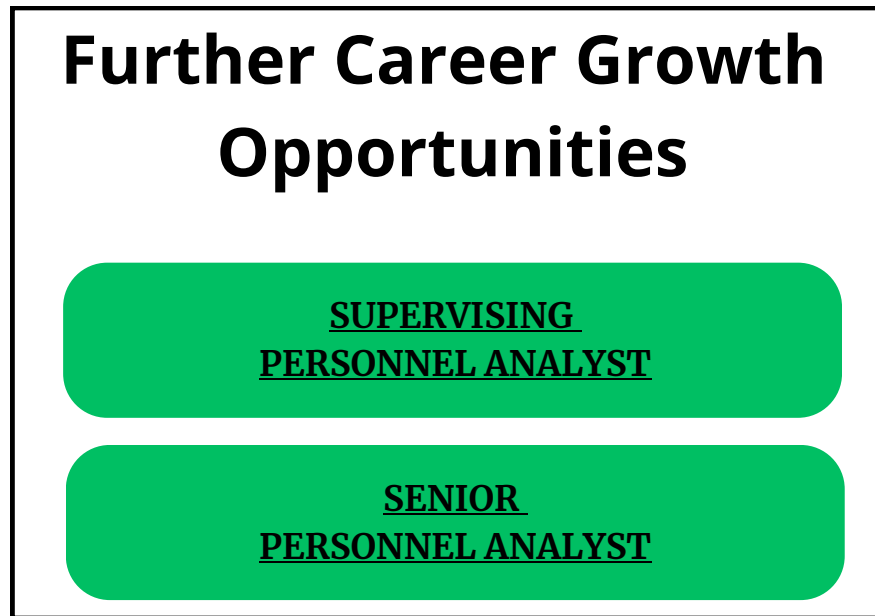 Further Career Growth
Opportunities
SUPERVISING
PERSONNEL ANALYST
SENIOR
PERSONNEL ANALYST